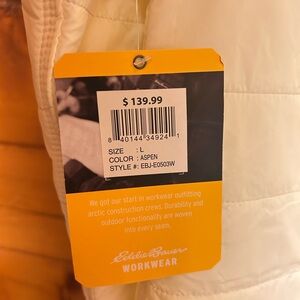 $ 139.99
8 40144 34924 1
SIZE : L
COLOR : ASPEN
STYLE #: EBJ-E0503W
We got our start in workwear outfitting
arctic construction crews. Durability and
outdoor functionality are woven
into every seam.
Eddie Bauer
WORKWEAR